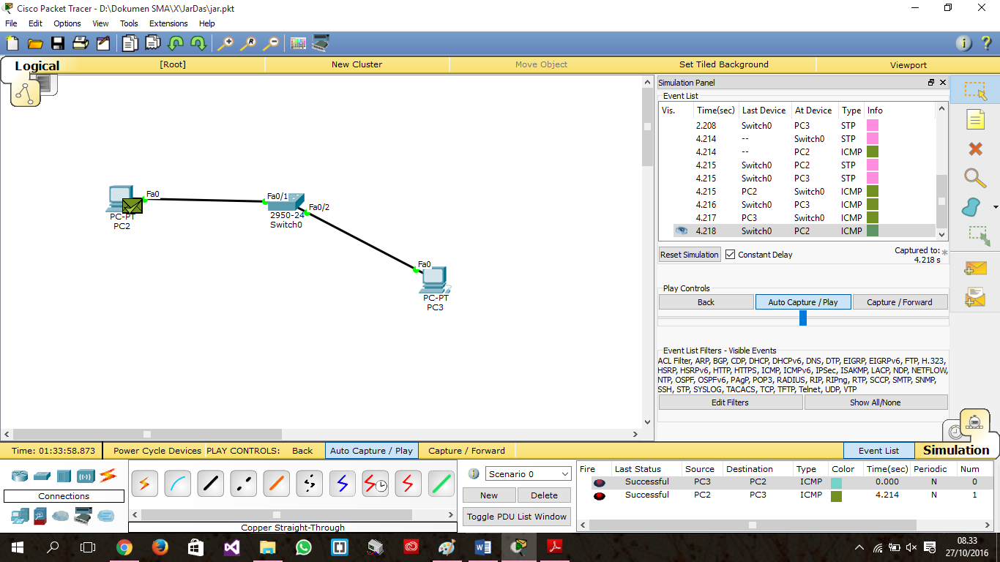 Cisco Packet Tracer - D:\Dokumen SMA\X\JarDas\jar.pkt
File Edit Options View Tools Extensions Help
Logical [Root] New Cluster Move Object Set Tiled Background Viewport
Fa0
PC-PT
PC2
Fa0/1
Fa0/2
2950-24
Switch0
Fa0
PC-PT
PC3
Simulation Panel
Event List
Vis. Time(sec) Last Device At Device Type Info
2.208 Switch0 PC3 STP
4.214 -- Switch0 STP
4.214 -- PC2 ICMP
4.215 Switch0 PC2 STP
4.215 Switch0 PC3 STP
4.215 PC2 Switch0 ICMP
4.216 Switch0 PC3 ICMP
4.217 PC3 Switch0 ICMP
4.218 Switch0 PC2 ICMP
Reset Simulation Constant Delay Captured to: *
4.218 s
Play Controls
Back Auto Capture / Play Capture / Forward
Event List Filters - Visible Events
ACL Filter, ARP, BGP, CDP, DHCP, DHCPv6, DNS, DTP, EIGRP, EIGRPv6, FTP, H.323,
HSRP, HSRPv6, HTTP, HTTPS, ICMP, ICMPv6, IPSec, ISAKMP, LACP, NDP, NETFLOW,
NTP, OSPF, OSPFv6, PAgP, POP3, RADIUS, RIP, RIPng, RTP, SCCP, SMTP, SNMP,
SSH, STP, SYSLOG, TACACS, TCP, TFTP, Telnet, UDP, VTP
Edit Filters Show All/None
Time: 01:33:58.873 Power Cycle Devices PLAY CONTROLS: Back Auto Capture / Play Capture / Forward Event List Simulation
Connections
Copper Straight-Through
Scenario 0
New Delete
Toggle PDU List Window
Fire Last Status Source Destination Type Color Time(sec) Periodic Num
Successful PC3 PC2 ICMP 0.000 N 0
Successful PC2 PC3 ICMP 4.214 N 1
08.33
27/10/2016